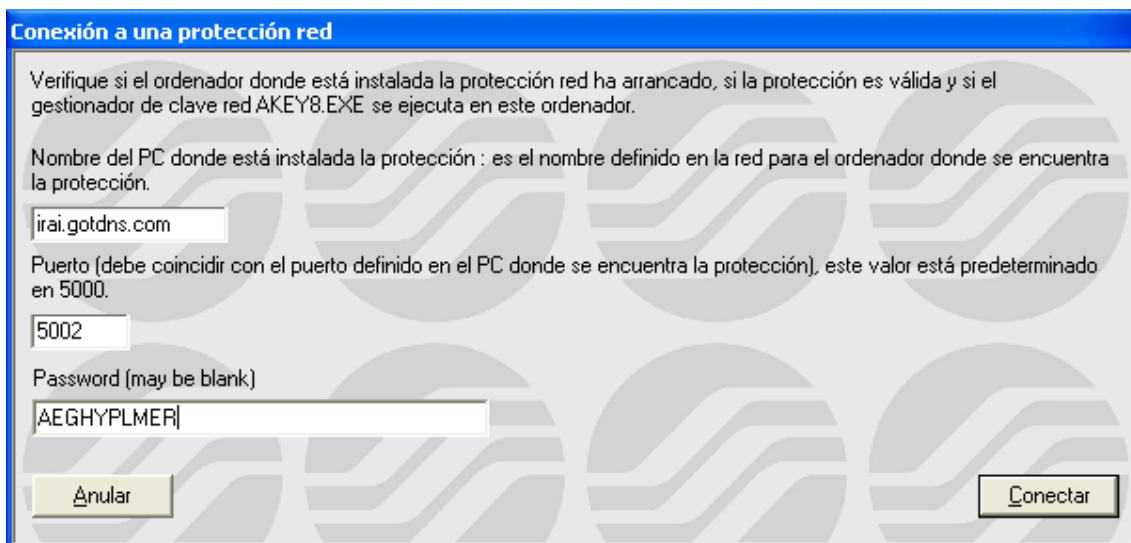 Conexión a una protección red
Verifique si el ordenador donde está instalada la protección red ha arrancado, si la protección es válida y si el
gestionador de clave red AKEY8.EXE se ejecuta en este ordenador.
Nombre del PC donde está instalada la protección : es el nombre definido en la red para el ordenador donde se encuentra
la protección.
irai.gotdns.com
Puerto (debe coincidir con el puerto definido en el PC donde se encuentra la protección), este valor está predeterminado
en 5000.
5002
Password (may be blank)
AEGHYPLMER
Anular
Conectar